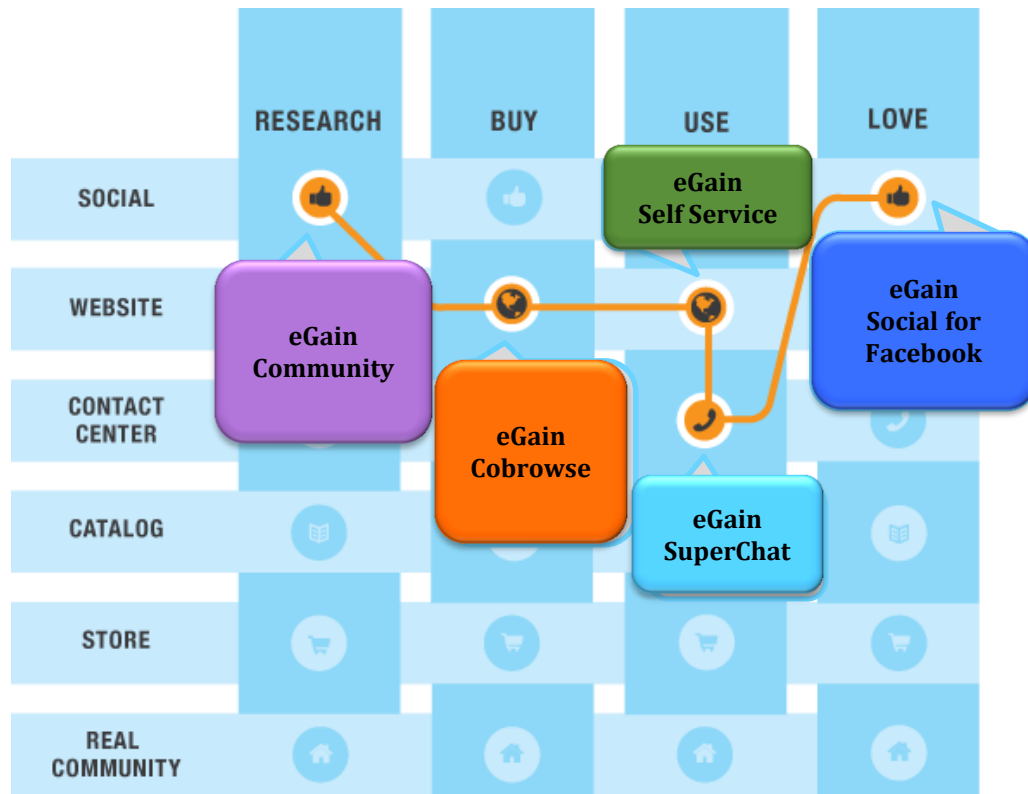 RESEARCH
BUY
USE
LOVE
SOCIAL
eGain
Self Service
WEBSITE
eGain
Community
eGain
Social for
Facebook
CONTACT
CENTER
eGain
Cobrowse
CATALOG
eGain
SuperChat
STORE
REAL
COMMUNITY